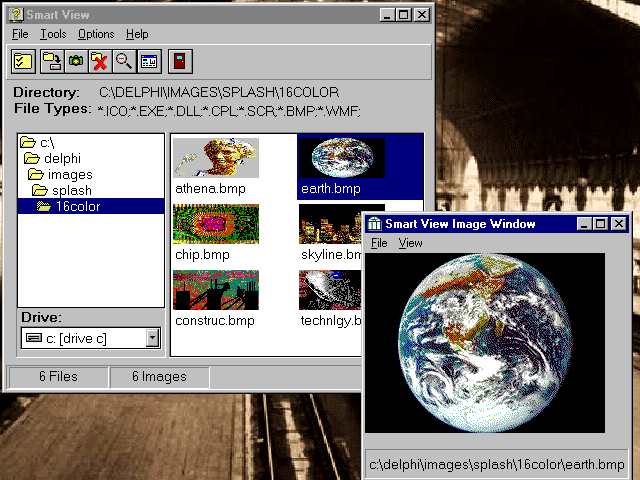 Smart View
File Tools Options Help
Directory: C:\DELPHI\IMAGES\SPLASH\16COLOR
File Types: *.ICO;*.EXE;*.DLL;*.CPL;*.SCR;*.BMP;*.WMF;
c:\
delphi
images
splash
16color
Drive:
c: [drive c]
athena.bmp earth.bmp
chip.bmp skyline.bm
construc.bmp technlgy.bm
6 Files 6 Images
Smart View Image Window
File View
c:\delphi\images\splash\16color\earth.bmp